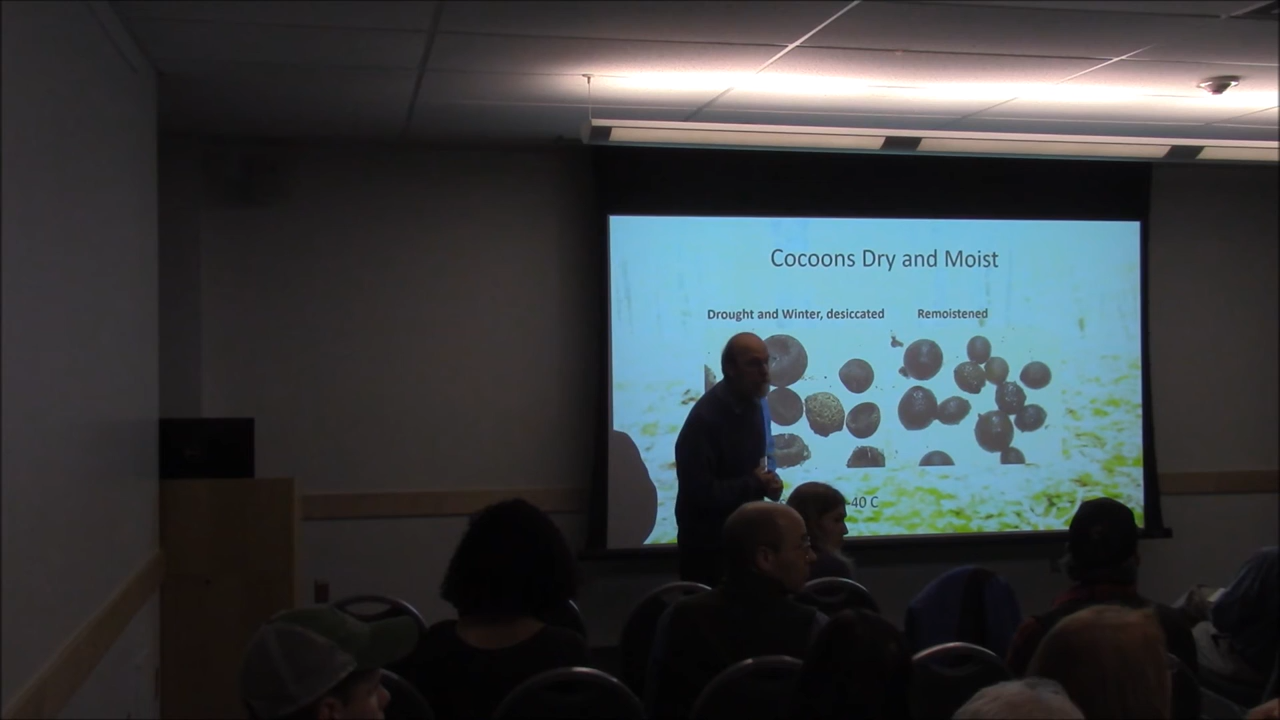 Cocoons Dry and Moist
Drought and Winter, desiccated
Remoistened
40 C